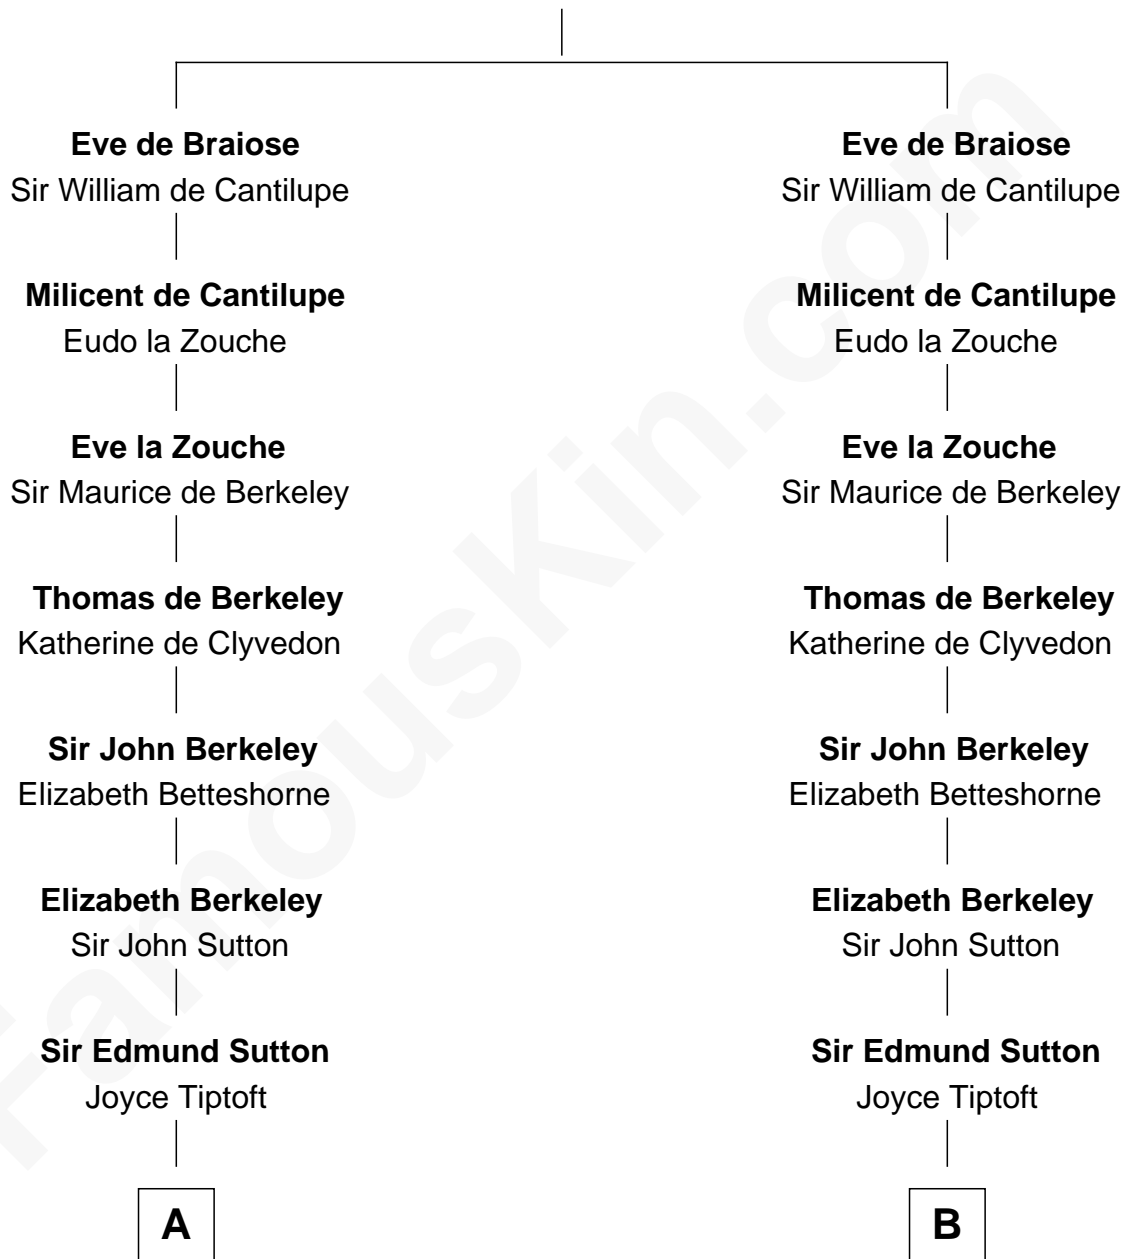 Eve de Braiose
Sir William de Cantilupe
Milicent de Cantilupe
Eudo la Zouche
Eve la Zouche
Sir Maurice de Berkeley
Thomas de Berkeley
Katherine de Clyvedon
Sir John Berkeley
Elizabeth Betteshorne
Elizabeth Berkeley
Sir John Sutton
Sir Edmund Sutton
Joyce Tiptoft
A
Eve de Braiose
Sir William de Cantilupe
Milicent de Cantilupe
Eudo la Zouche
Eve la Zouche
Sir Maurice de Berkeley
Thomas de Berkeley
Katherine de Clyvedon
Sir John Berkeley
Elizabeth Betteshorne
Elizabeth Berkeley
Sir John Sutton
Sir Edmund Sutton
Joyce Tiptoft
B
FamousKin.com